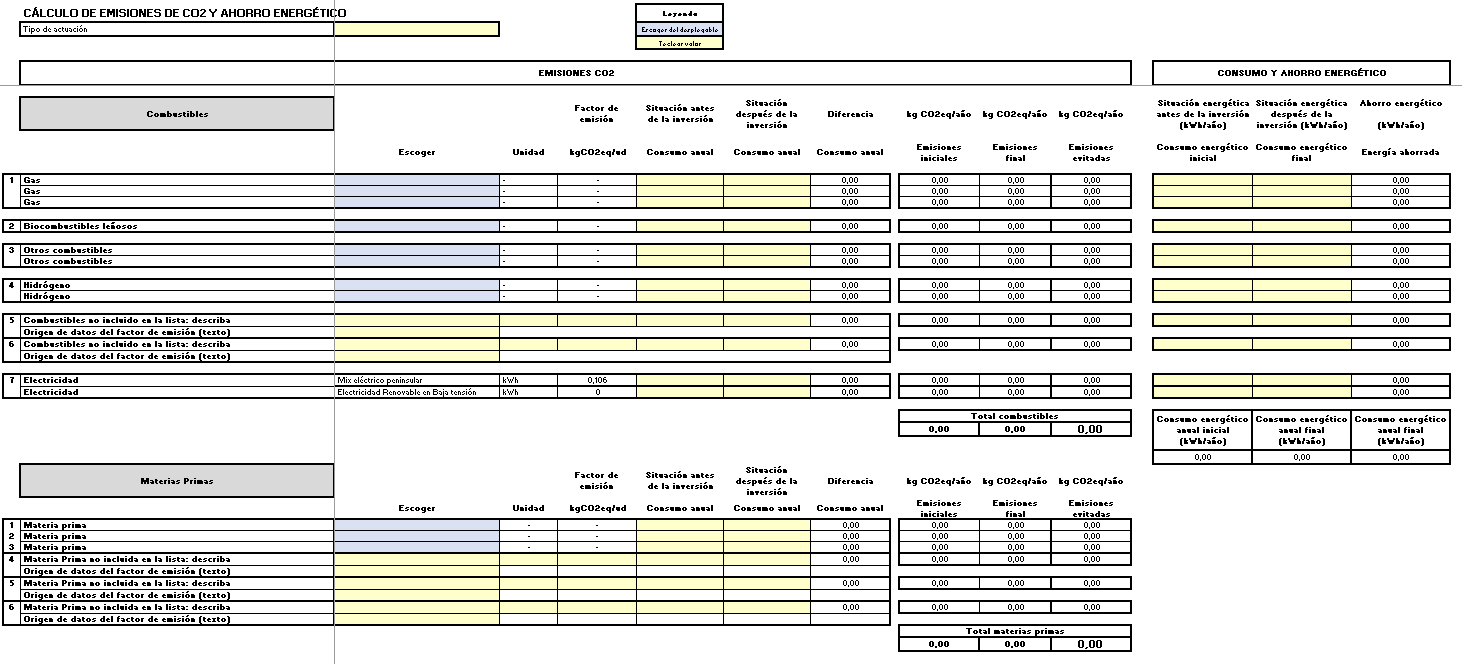 CÁLCULO DE EMISIONES DE CO2 Y AHORRO ENERGÉTICO
Tipo de actuación
Leyenda
Escoger del desplegable
Teclear valor
EMISIONES CO2
CONSUMO Y AHORRO ENERGÉTICO
Combustibles
Factor de emisión
Situación antes de la inversión
Situación después de la inversión
Diferencia
kg CO2eq/año kg CO2eq/año kg CO2eq/año
Situación energética antes de la inversión (kWh/año)
Situación energética después de la inversión (kWh/año)
Ahorro energético (kWh/año)
Escoger Unidad kgCO2eq/ud Consumo anual Consumo anual Consumo anual
Emisiones iniciales
Emisiones final
Emisiones evitadas
Consumo energético inicial
Consumo energético final
Energía ahorrada
1 Gas - - 0,00 0,00 0,00 0,00 0,00
Gas - - 0,00 0,00 0,00 0,00 0,00
Gas - - 0,00 0,00 0,00 0,00 0,00
2 Biocombustibles leñosos - - 0,00 0,00 0,00 0,00 0,00
3 Otros combustibles - - 0,00 0,00 0,00 0,00 0,00
Otros combustibles - - 0,00 0,00 0,00 0,00 0,00
4 Hidrógeno - - 0,00 0,00 0,00 0,00 0,00
Hidrógeno - - 0,00 0,00 0,00 0,00 0,00
5 Combustibles no incluido en la lista: describa 0,00 0,00 0,00 0,00 0,00
Origen de datos del factor de emisión (texto)
6 Combustibles no incluido en la lista: describa 0,00 0,00 0,00 0,00 0,00
Origen de datos del factor de emisión (texto)
7 Electricidad Mix eléctrico peninsular kWh 0,106 0,00 0,00 0,00 0,00 0,00
Electricidad Electricidad Renovable en Baja tensión kWh 0 0,00 0,00 0,00 0,00 0,00
Total combustibles
0,00 0,00 0,00
Consumo energético anual inicial (kWh/año)
Consumo energético anual final (kWh/año)
Consumo energético anual final (kWh/año)
0,00 0,00 0,00
Materias Primas
Factor de emisión
Situación antes de la inversión
Situación después de la inversión
Diferencia
kg CO2eq/año kg CO2eq/año kg CO2eq/año
Escoger Unidad kgCO2eq/ud Consumo anual Consumo anual Consumo anual
Emisiones iniciales
Emisiones final
Emisiones evitadas
1 Materia prima - - 0,00 0,00 0,00 0,00
2 Materia prima - - 0,00 0,00 0,00 0,00
3 Materia prima - - 0,00 0,00 0,00 0,00
4 Materia Prima no incluida en la lista: describa 0,00 0,00 0,00 0,00
Origen de datos del factor de emisión (texto)
5 Materia Prima no incluida en la lista: describa 0,00 0,00 0,00 0,00
Origen de datos del factor de emisión (texto)
6 Materia Prima no incluida en la lista: describa 0,00 0,00 0,00 0,00
Origen de datos del factor de emisión (texto)
Total materias primas
0,00 0,00 0,00